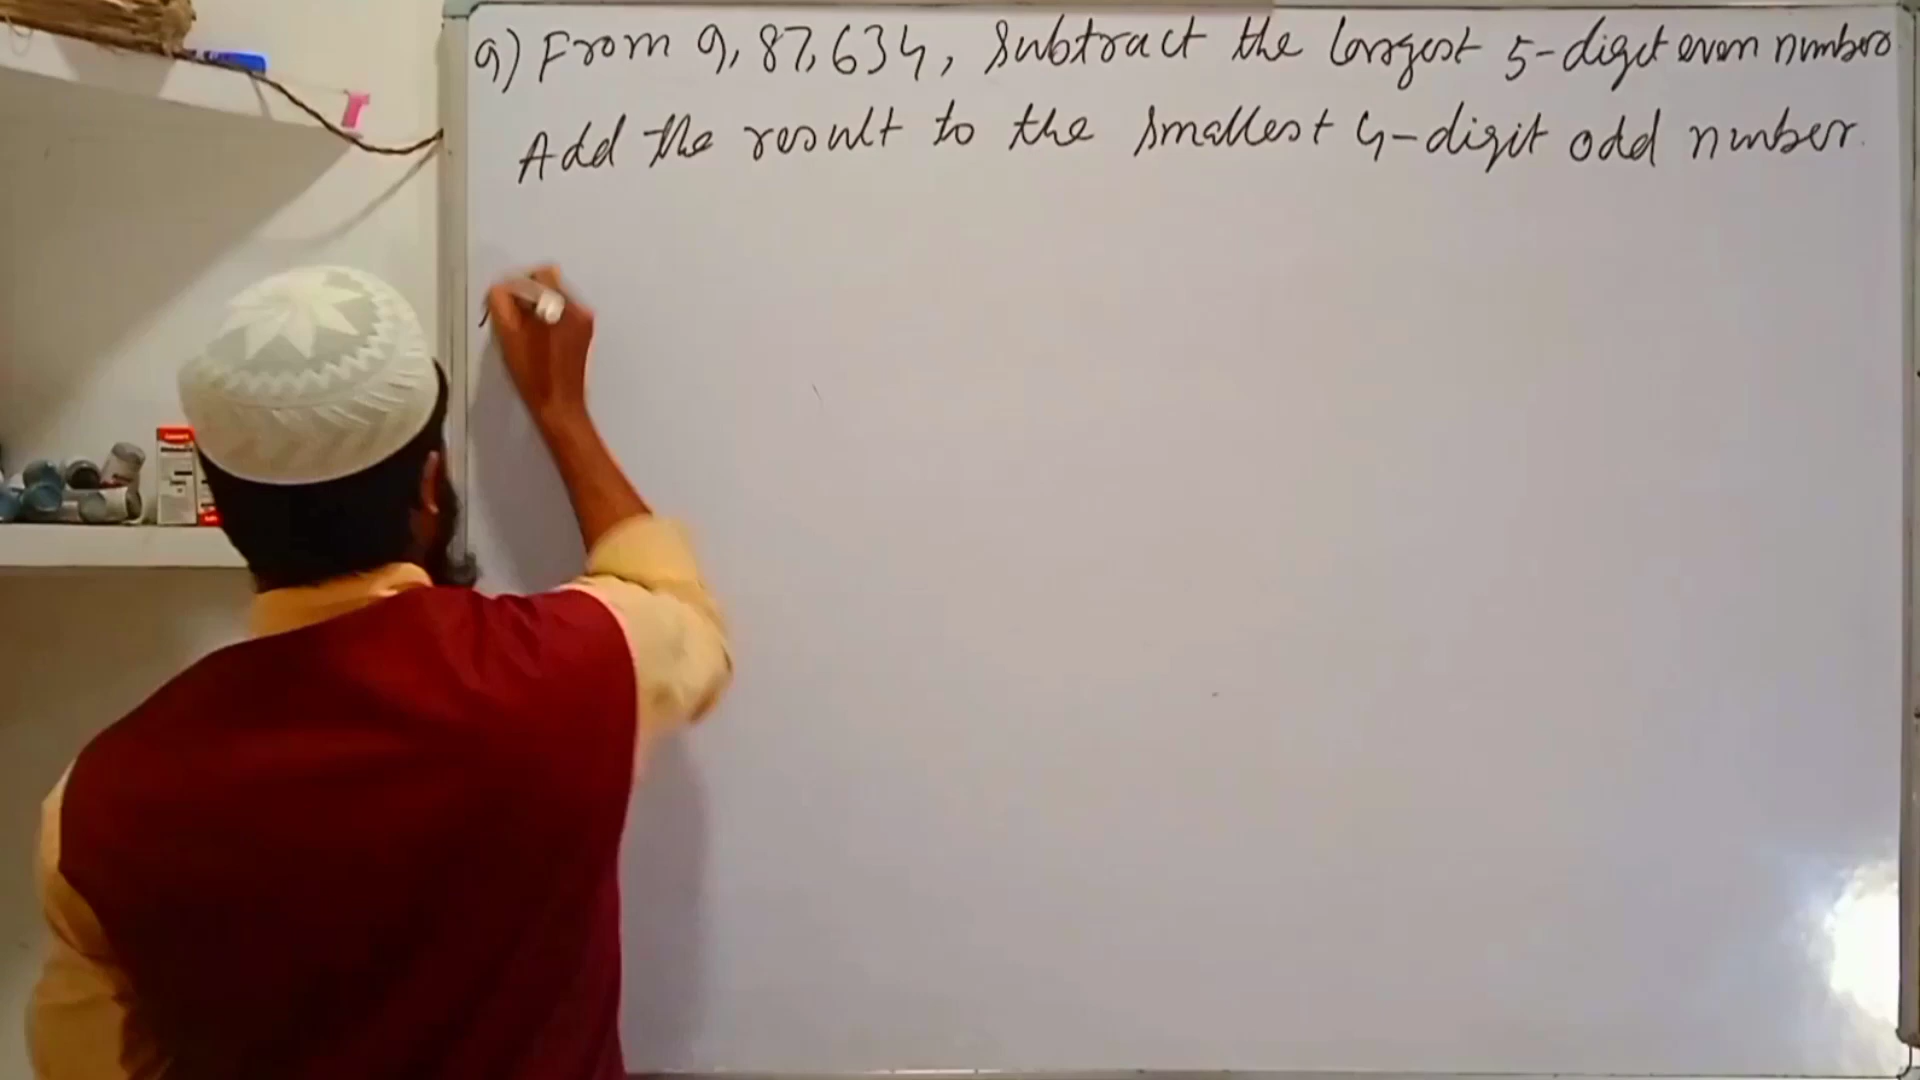 9) From 9,87,634, Subtract the largest 5-digit even number
Add the result to the smallest 4-digit odd number.